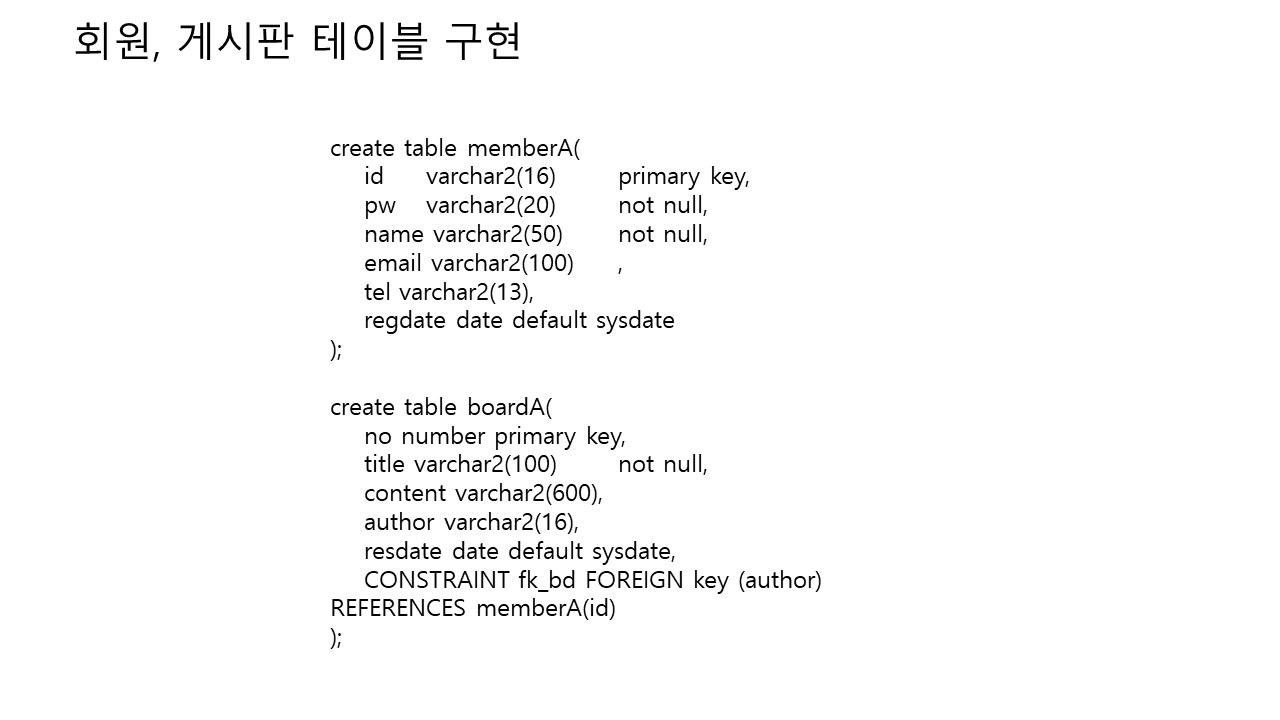 회원, 게시판 테이블 구현
create table memberA(
id varchar2(16) primary key,
pw varchar2(20) not null,
name varchar2(50) not null,
email varchar2(100) ,
tel varchar2(13),
regdate date default sysdate
);
create table boardA(
no number primary key,
title varchar2(100) not null,
content varchar2(600),
author varchar2(16),
resdate date default sysdate,
CONSTRAINT fk_bd FOREIGN key (author)
REFERENCES memberA(id)
);